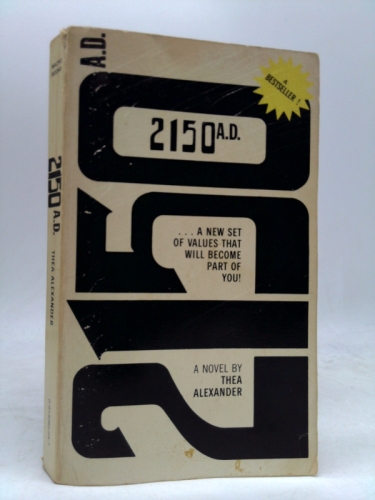 A.D.
2150
A
BESTSELLER!
2150 A.D.
. . . A NEW SET
OF VALUES THAT
WILL BECOME
PART OF
YOU!
A NOVEL BY
THEA
ALEXANDER
2150 A.D.
THEA ALEXANDER